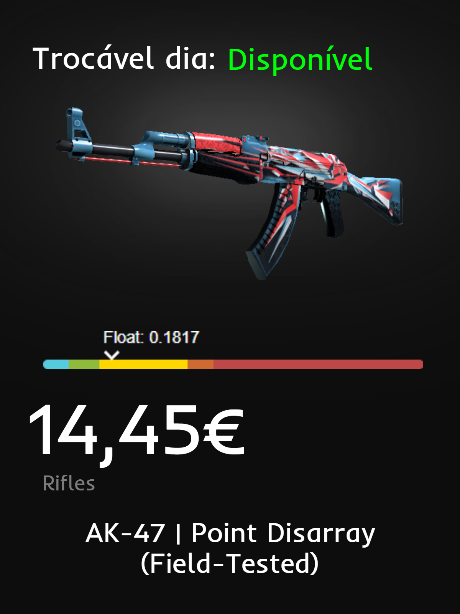 Trocável dia: Disponível
Float: 0.1817
14,45€
Rifles
AK-47 | Point Disarray
(Field-Tested)